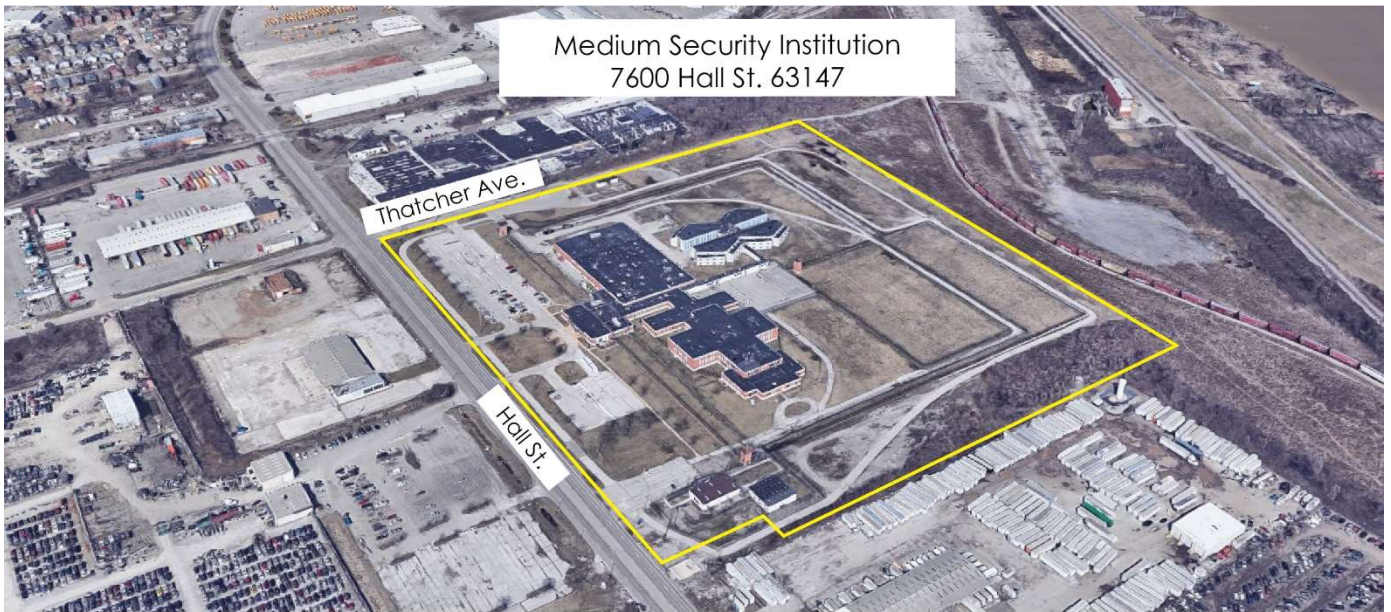 Medium Security Institution
7600 Hall St. 63147
Thatcher Ave.
Hall St.